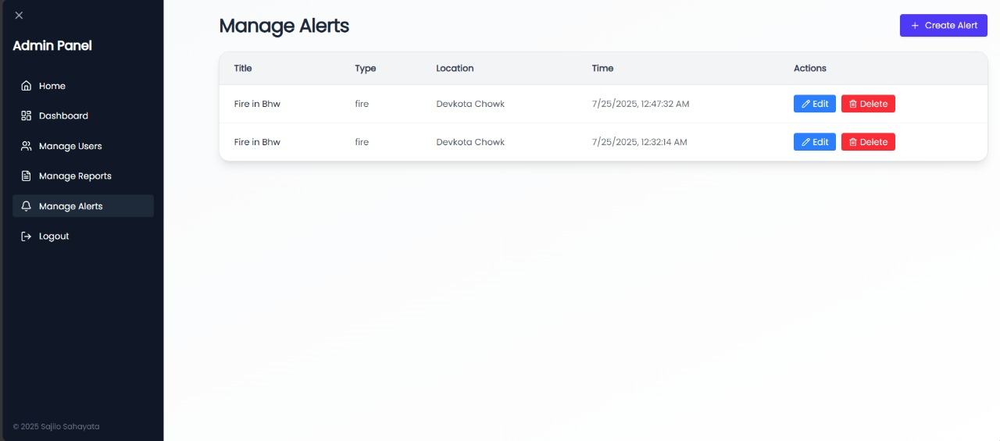 Admin Panel
Home
Dashboard
Manage Users
Manage Reports
Manage Alerts
Logout
© 2025 Sajilo Sahayata
Manage Alerts
Create Alert
Title Type Location Time Actions
Fire in Bhw fire Devkota Chowk 7/25/2025, 12:47:32 AM Edit Delete
Fire in Bhw fire Devkota Chowk 7/25/2025, 12:32:14 AM Edit Delete